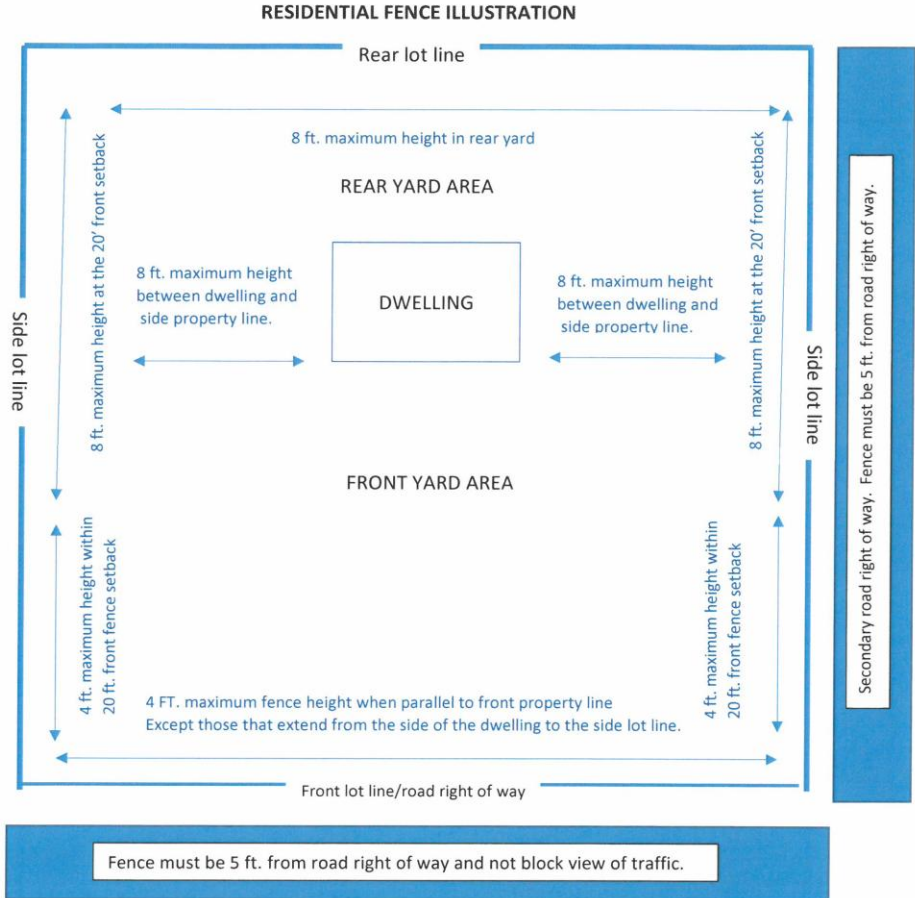 RESIDENTIAL FENCE ILLUSTRATION
Rear lot line
8 ft. maximum height in rear yard
REAR YARD AREA
8 ft. maximum height at the 20' front setback
8 ft. maximum height at the 20' front setback
8 ft. maximum height
between dwelling and
side property line.
DWELLING
8 ft. maximum height
between dwelling and
side property line.
Side lot line
Side lot line
Secondary road right of way. Fence must be 5 ft. from road right of way.
FRONT YARD AREA
4 ft. maximum height within
20 ft. front fence setback
4 ft. maximum height within
20 ft. front fence setback
4 FT. maximum fence height when parallel to front property line
Except those that extend from the side of the dwelling to the side lot line.
Front lot line/road right of way
Fence must be 5 ft. from road right of way and not block view of traffic.